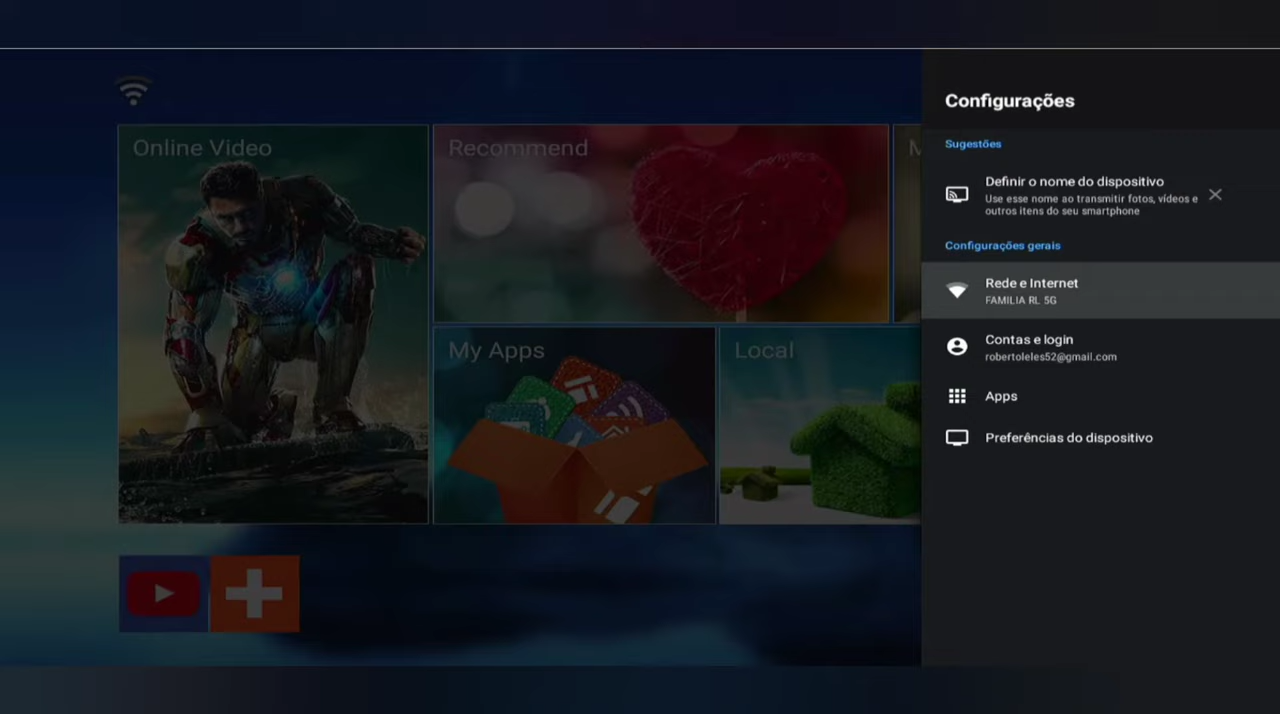 Online Video
Recommend
M
My Apps
Local
Configurações
Sugestões
Definir o nome do dispositivo
Use esse nome ao transmitir fotos, vídeos e
outros itens do seu smartphone
Configurações gerais
Rede e Internet
FAMILIA RL 5G
Contas e login
robertoleles52@gmail.com
Apps
Preferências do dispositivo